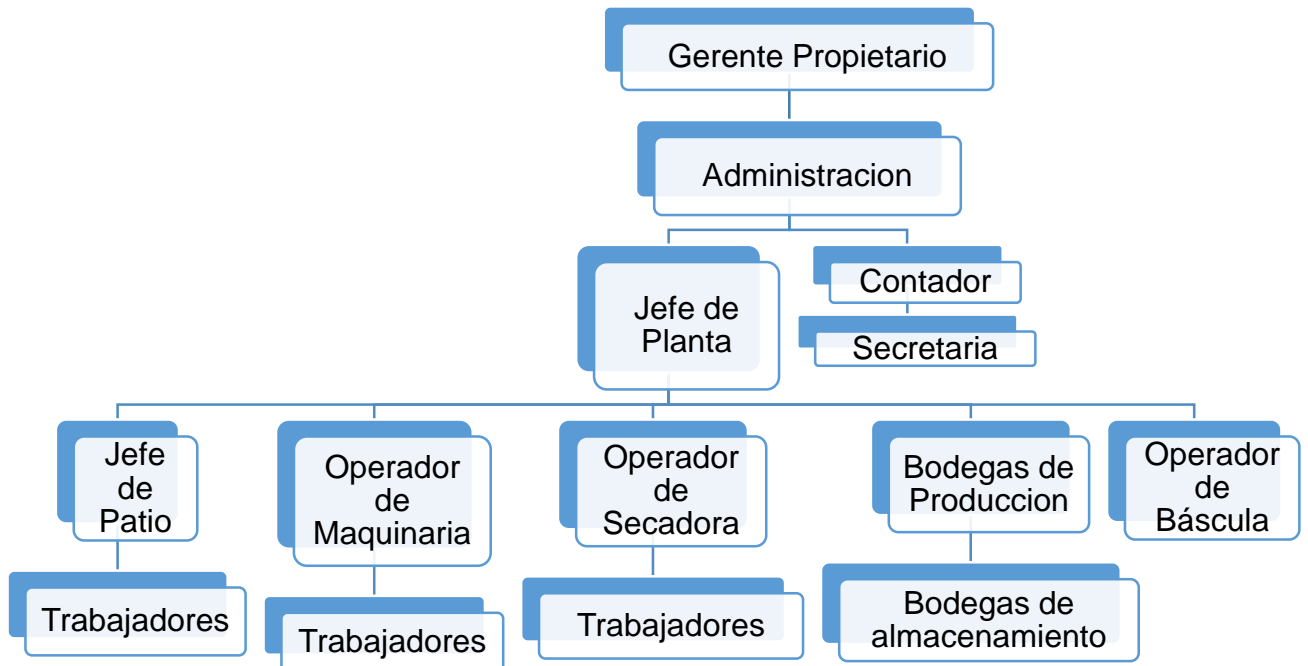 Gerente Propietario
Administracion
Jefe de
Planta
Contador
Secretaria
Jefe
de
Patio
Operador
de
Maquinaria
Operador
de
Secadora
Bodegas de
Produccion
Operador
de
Báscula
Trabajadores
Trabajadores
Trabajadores
Bodegas de
almacenamiento